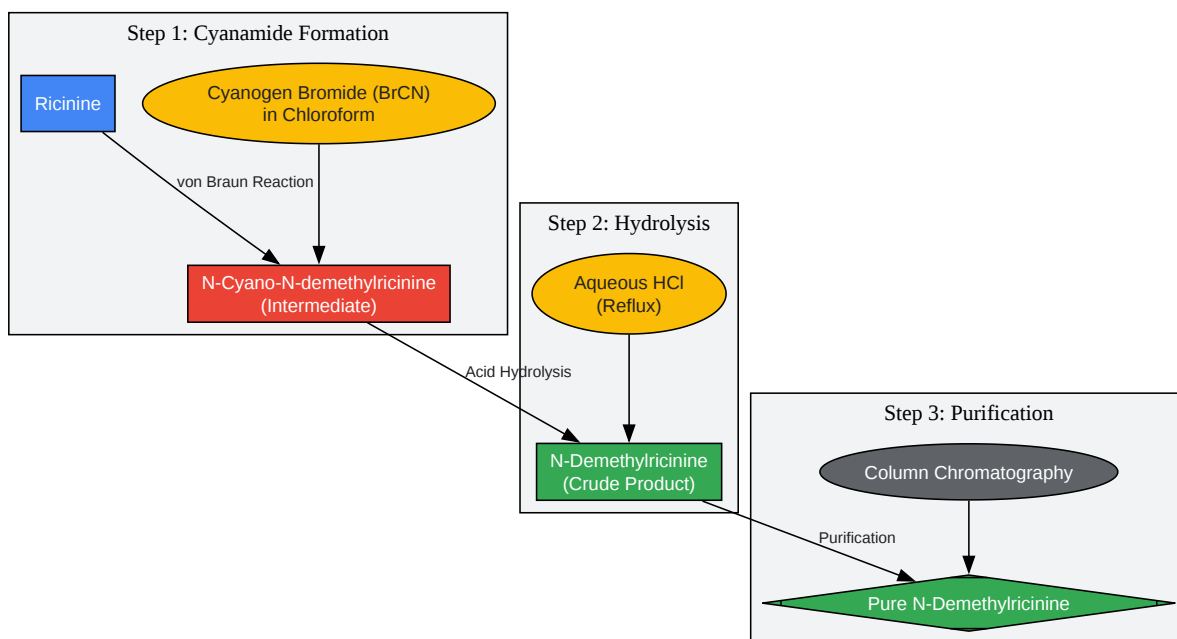 Step 1: Cyanamide Formation
Ricinine
Cyanogen Bromide (BrCN)
in Chloroform
von Braun Reaction
N-Cyano-N-demethylricinine
(Intermediate)
Step 2: Hydrolysis
Aqueous HCl
(Reflux)
Acid Hydrolysis
N-Demethylricinine
(Crude Product)
Step 3: Purification
Column Chromatography
Purification
Pure N-Demethylricinine